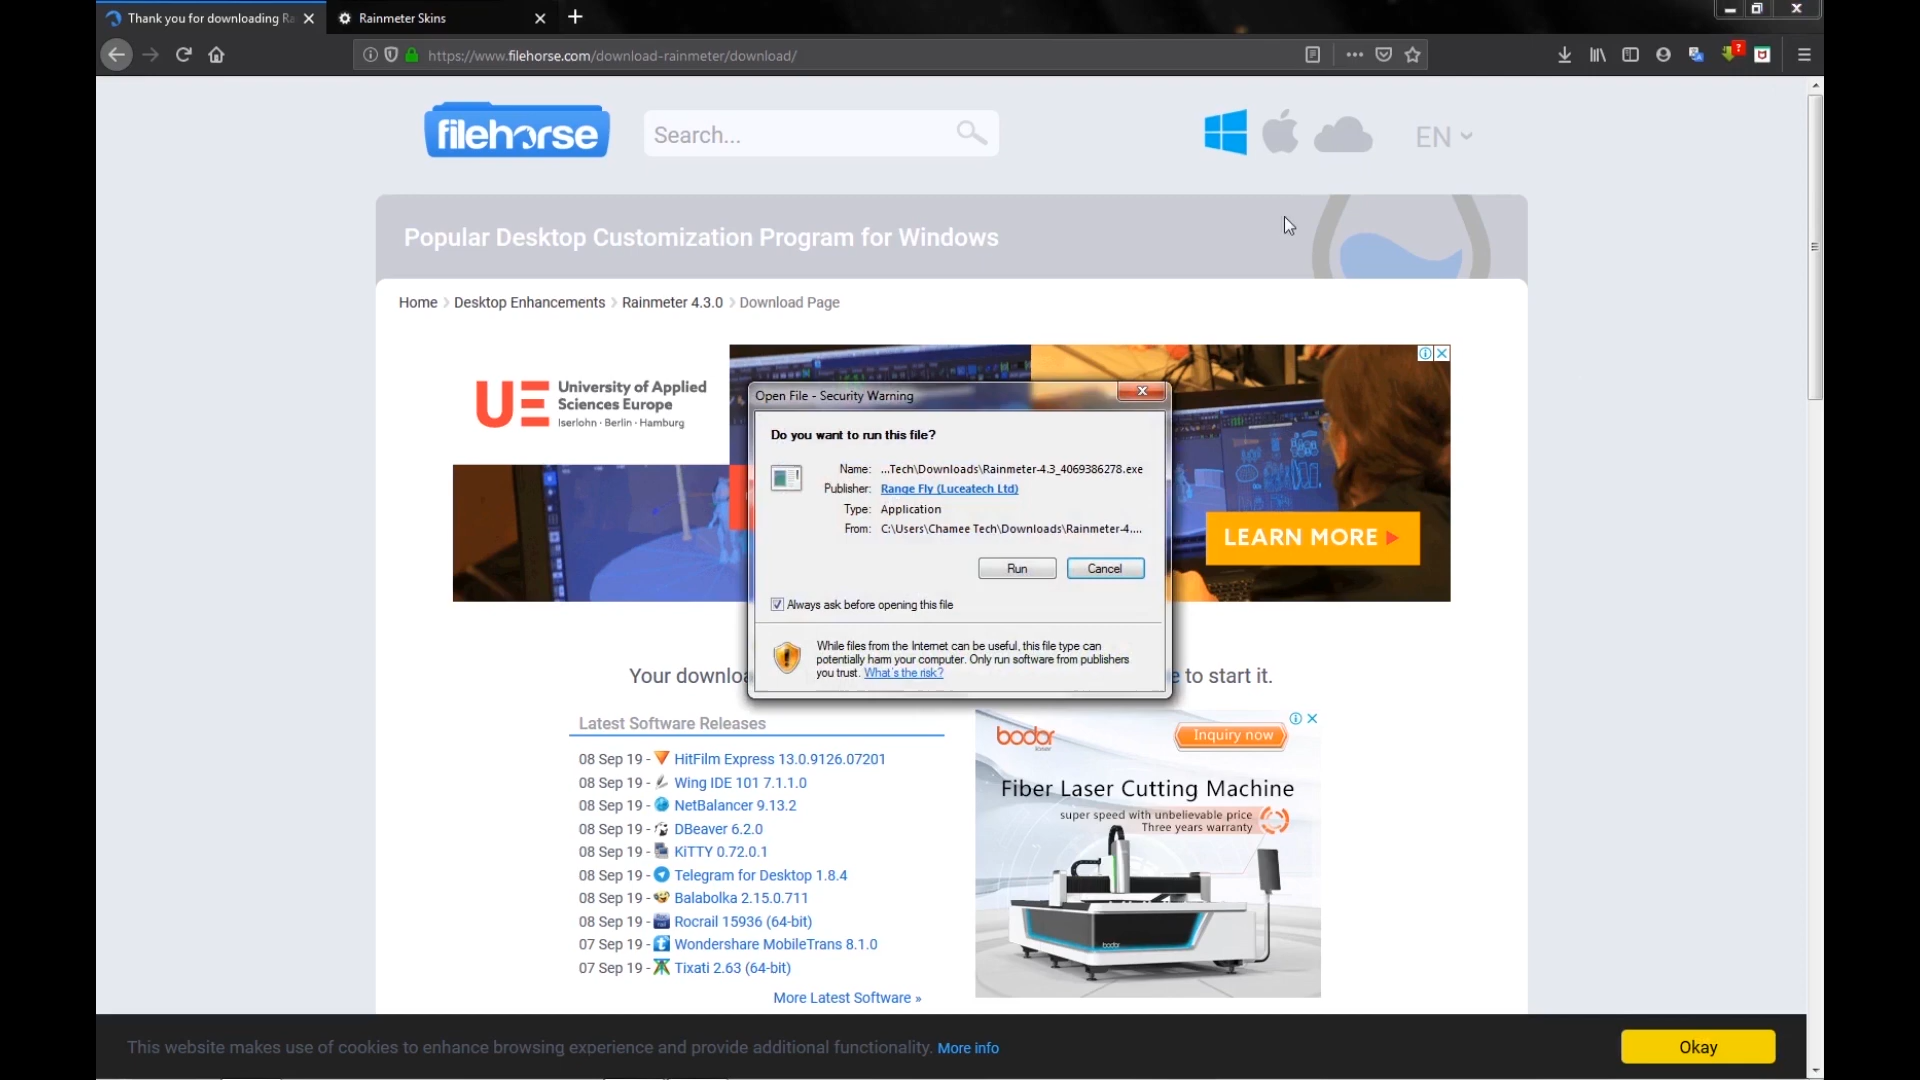 Thank you for downloading Ra
Rainmeter Skins
https://www.filehorse.com/download-rainmeter/download/
filehorse
Search...
EN
Popular Desktop Customization Program for Windows
Home > Desktop Enhancements > Rainmeter 4.3.0 > Download Page
UE University of Applied
Sciences Europe
Iserlohn · Berlin · Hamburg
LEARN MORE
Open File - Security Warning
Do you want to run this file?
Name: ...Tech\Downloads\Rainmeter-4.3_4069386278.exe
Publisher: Range Fly (Luceatech Ltd)
Type: Application
From: C:\Users\Chamee Tech\Downloads\Rainmeter-4....
Run
Cancel
Always ask before opening this file
While files from the Internet can be useful, this file type can
potentially harm your computer. Only run software from publishers
you trust. What's the risk?
Your downloa
e to start it.
Latest Software Releases
08 Sep 19 - HitFilm Express 13.0.9126.07201
08 Sep 19 - Wing IDE 101 7.1.1.0
08 Sep 19 - NetBalancer 9.13.2
08 Sep 19 - DBeaver 6.2.0
08 Sep 19 - KiTTY 0.72.0.1
08 Sep 19 - Telegram for Desktop 1.8.4
08 Sep 19 - Balabolka 2.15.0.711
08 Sep 19 - Rocrail 15936 (64-bit)
07 Sep 19 - Wondershare MobileTrans 8.1.0
07 Sep 19 - Tixati 2.63 (64-bit)
More Latest Software »
bodor
laser
Inquiry now
Fiber Laser Cutting Machine
super speed with unbelievable price
Three years warranty
bodor
This website makes use of cookies to enhance browsing experience and provide additional functionality. More info
Okay